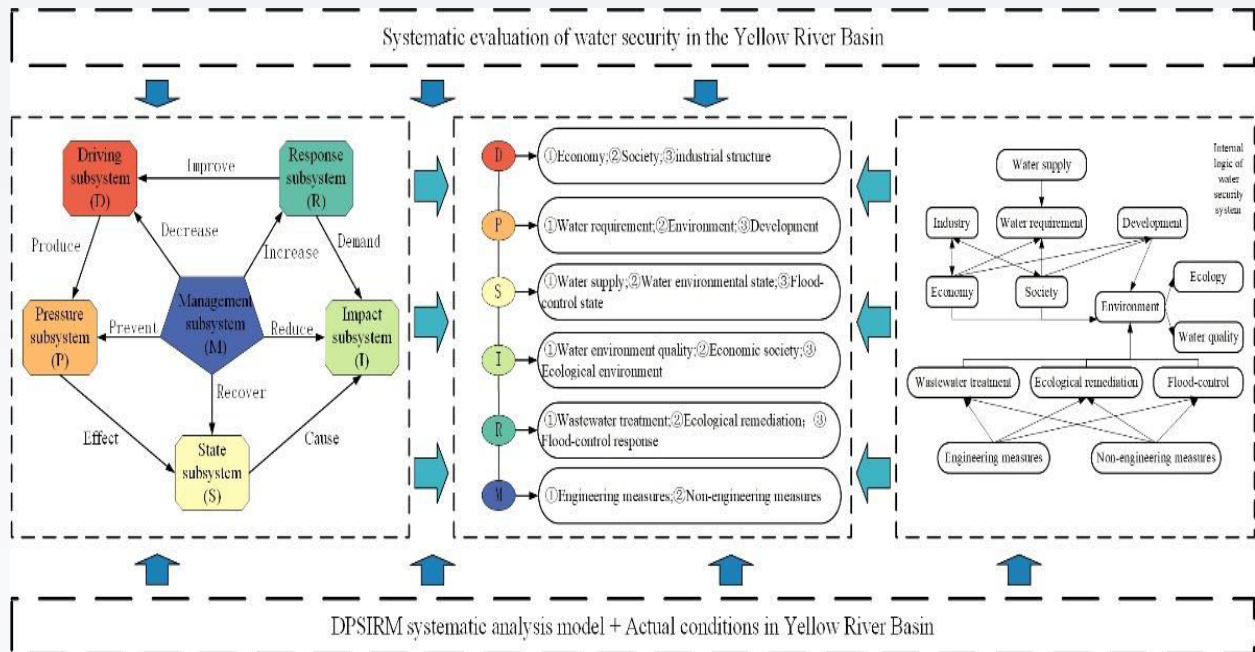 Systematic evaluation of water security in the Yellow River Basin
Driving
subsystem
(D)
Response
subsystem
(R)
Improve
Produce
Decrease
Increase
Demand
Pressure
subsystem
(P)
Prevent
Management
subsystem
(M)
Reduce
Impact
subsystem
(I)
Recover
Effect
Cause
State
subsystem
(S)
D
①Economy;②Society;③industrial structure
P
①Water requirement;②Environment;③Development
S
①Water supply;②Water environmental state;③Flood-
control state
I
①Water environment quality;②Economic society;③
Ecological environment
R
①Wastewater treatment;②Ecological remediation；③
Flood-control response
M
①Engineering measures;②Non-engineering measures
Internal
logic of
water
security
system
Water supply
Industry
Water requirement
Development
Economy
Society
Environment
Ecology
Water quality
Wastewater treatment
Ecological remediation
Flood-control
Engineering measures
Non-engineering measures
DPSIRM systematic analysis model + Actual conditions in Yellow River Basin